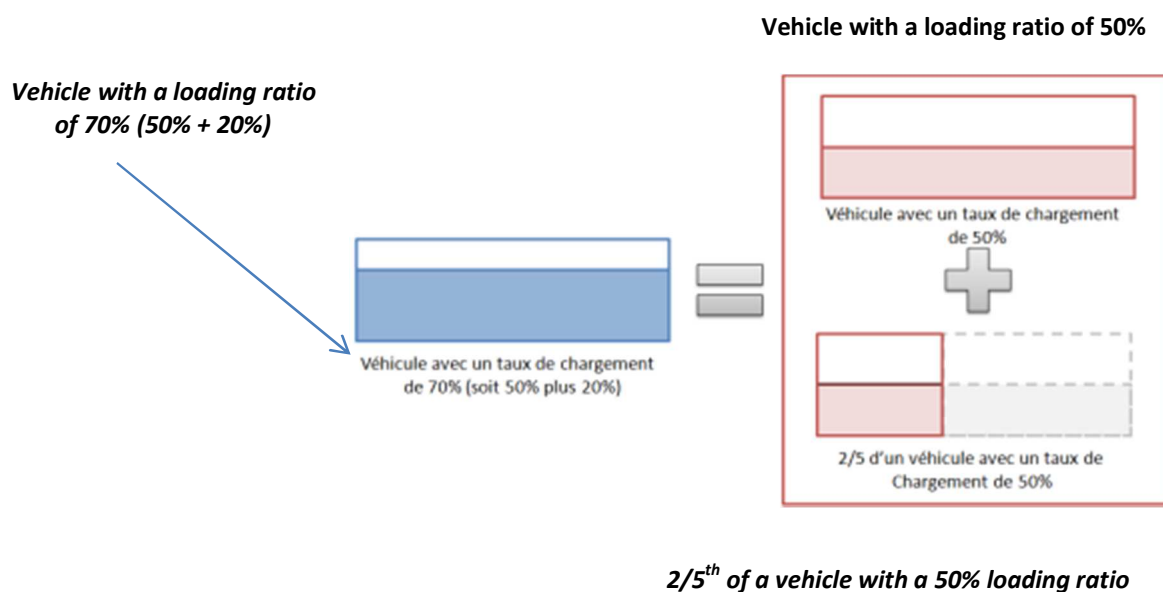 Vehicle with a loading ratio of 50%
Vehicle with a loading ratio
of 70% (50% + 20%)
Véhicule avec un taux de chargement
de 50%
Véhicule avec un taux de chargement
de 70% (soit 50% plus 20%)
2/5 d'un véhicule avec un taux de
Chargement de 50%
2/5th of a vehicle with a 50% loading ratio